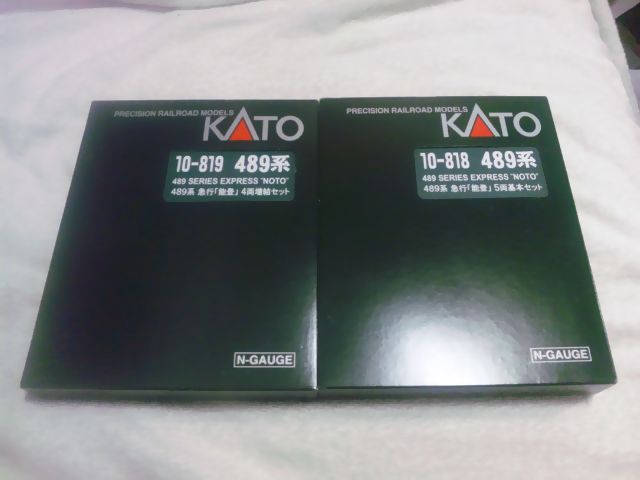 PRECISION RAILROAD MODELS
KATO
10-819 489系
489 SERIES EXPRESS "NOTO"
489系 急行「能登」4両増結セット
N-GAUGE
PRECISION RAILROAD MODELS
KATO
10-818 489系
489 SERIES EXPRESS "NOTO"
489系 急行「能登」5両基本セット
N-GAUGE